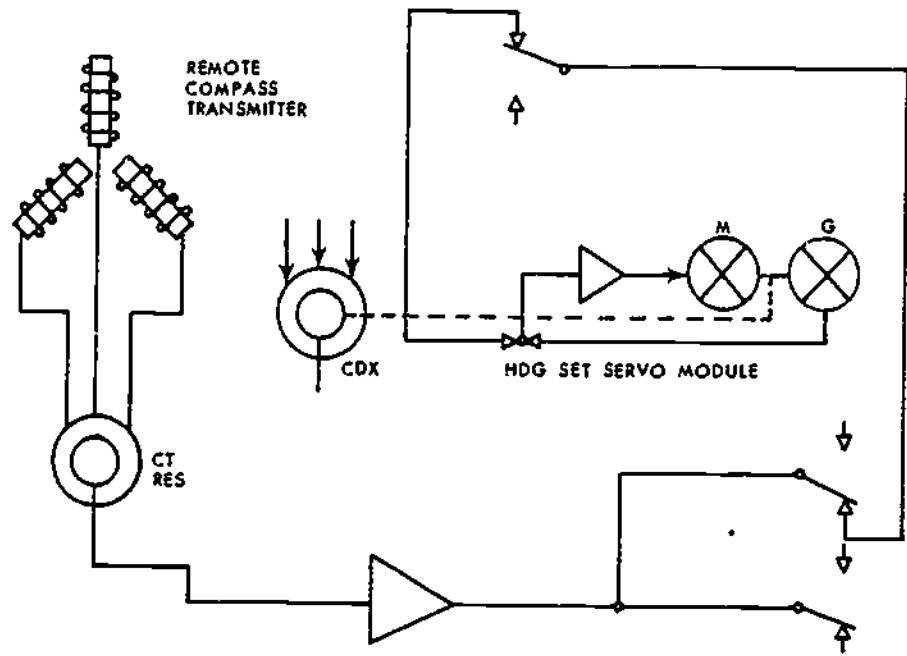 REMOTE
COMPASS
TRANSMITTER
M
G
CDX
HDG SET SERVO MODULE
CT
RES